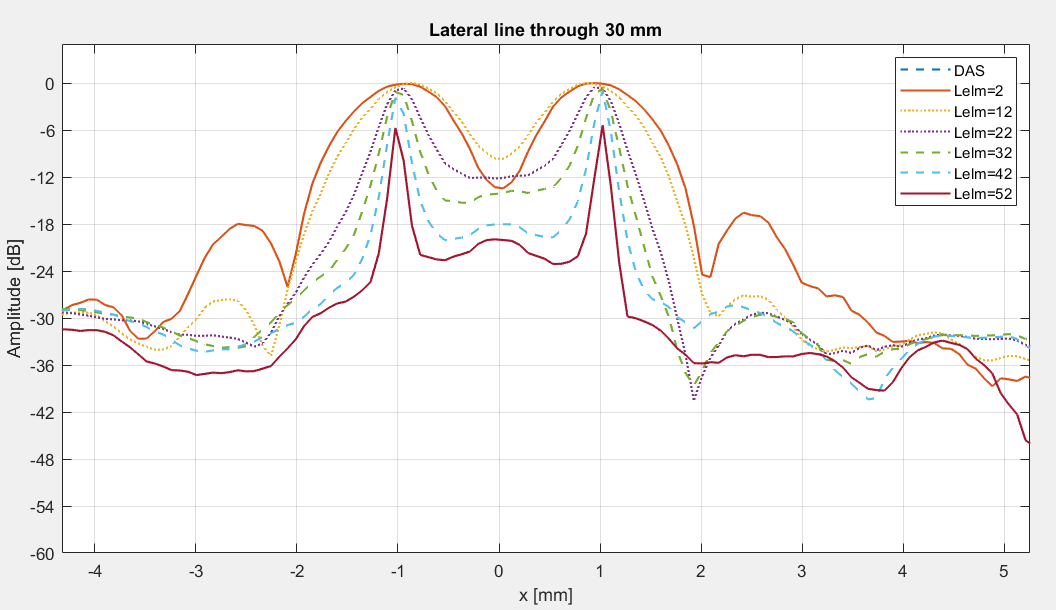 Lateral line through 30 mm
DAS
Lelm=2
Lelm=12
Lelm=22
Lelm=32
Lelm=42
Lelm=52
Amplitude [dB]
0
-6
-12
-18
-24
-30
-36
-42
-48
-54
-60
-4 -3 -2 -1 0 1 2 3 4 5
x [mm]